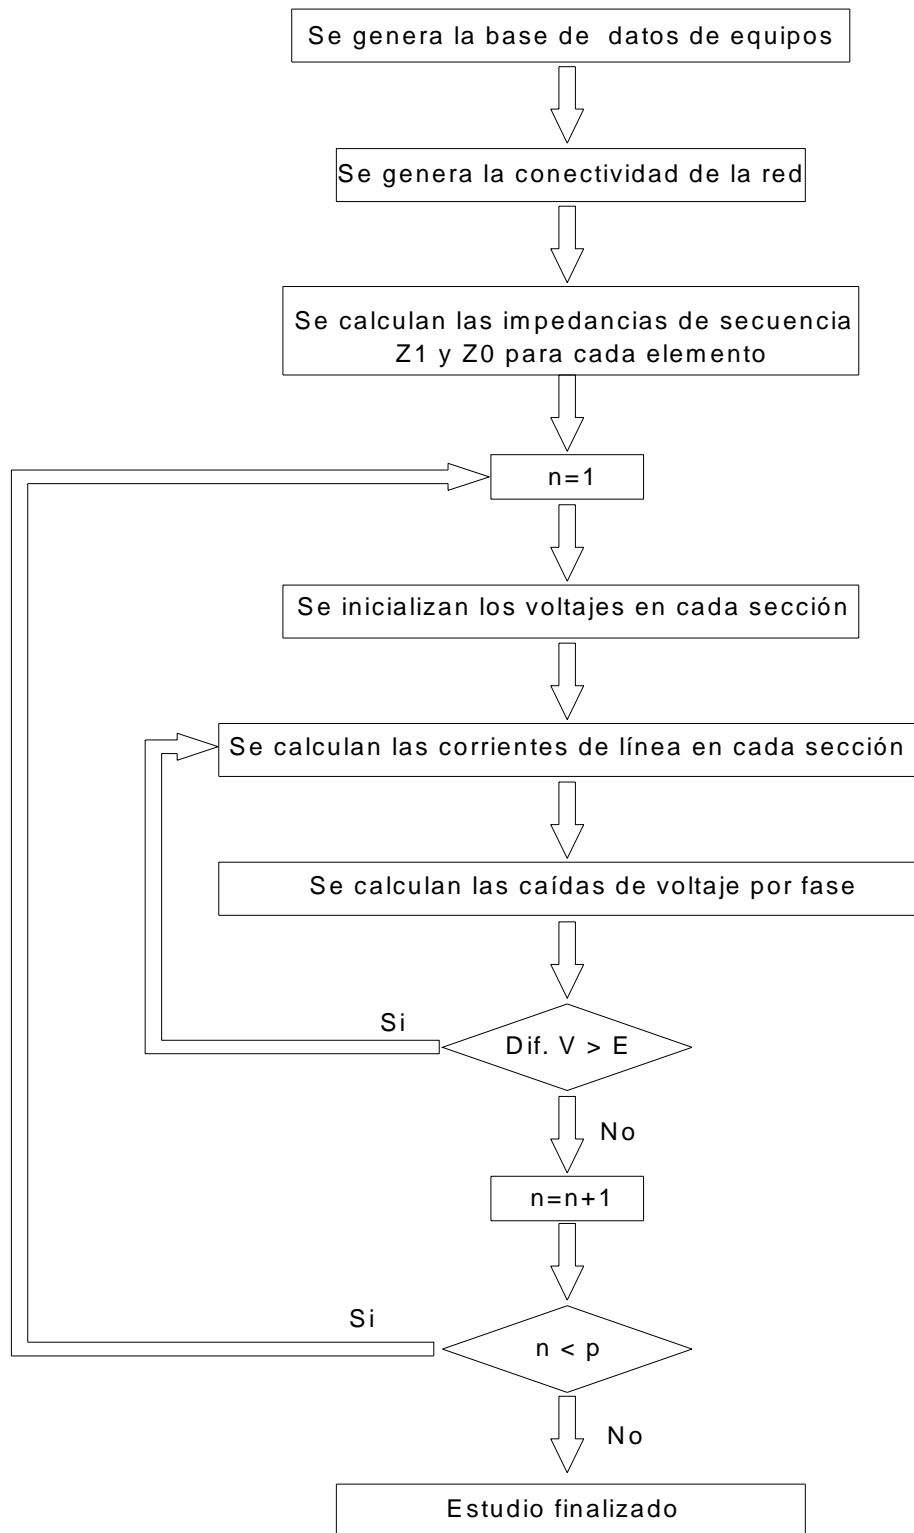 Se genera la base de datos de equipos
Se genera la conectividad de la red
Se calculan las impedancias de secuencia
Z1 y Z0 para cada elemento
n=1
Se inicializan los voltajes en cada sección
Se calculan las corrientes de línea en cada sección
Se calculan las caídas de voltaje por fase
Si
Dif. V > E
No
n=n+1
Si
n < p
No
Estudio finalizado